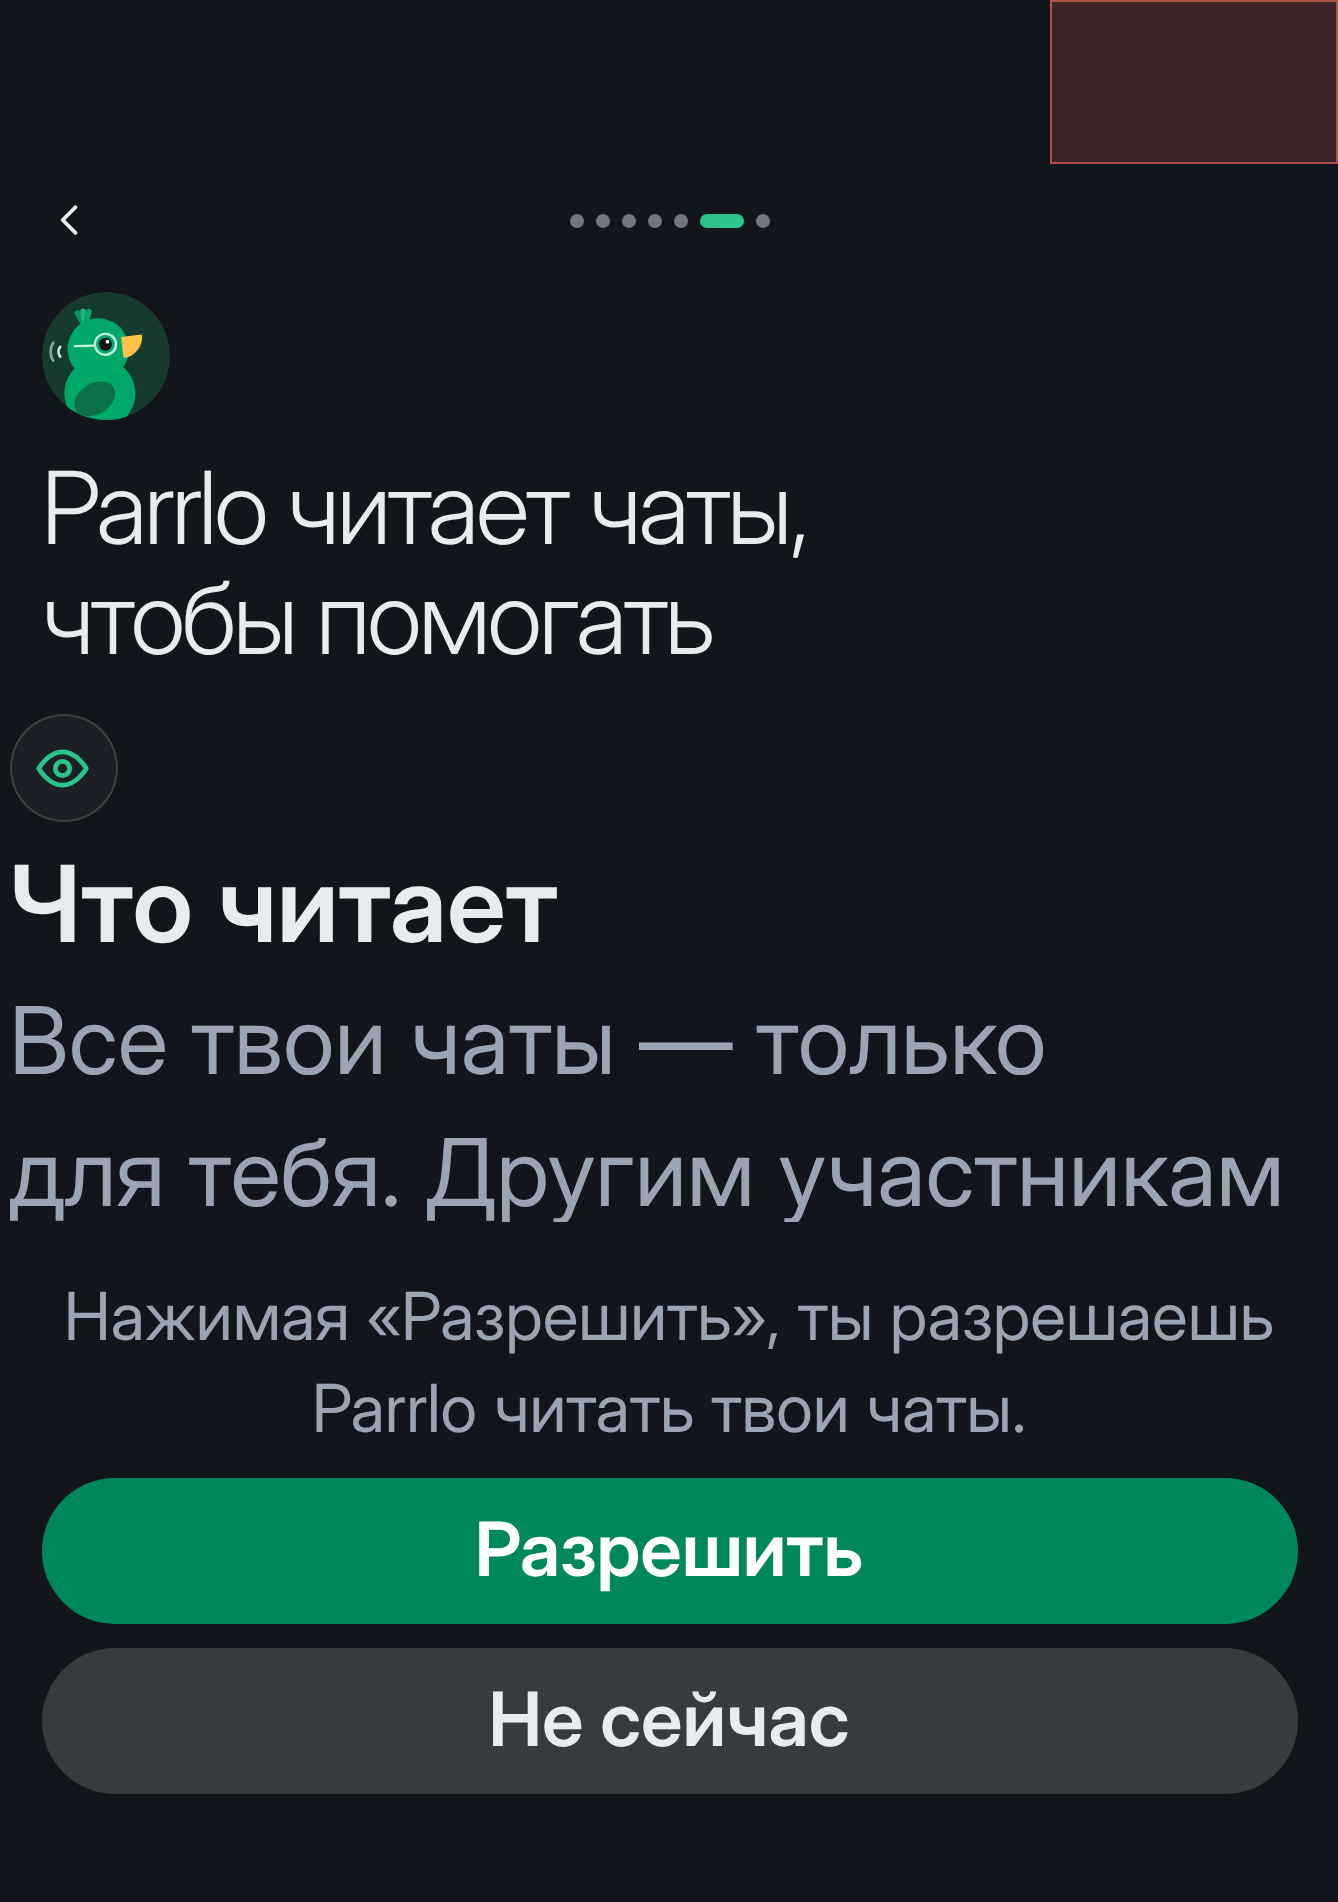 Parrlo читает чаты,
чтобы помогать
Что читает
Все твои чаты — только
для тебя. Другим участникам
Нажимая «Разрешить», ты разрешаешь
Parrlo читать твои чаты.
Разрешить
Не сейчас